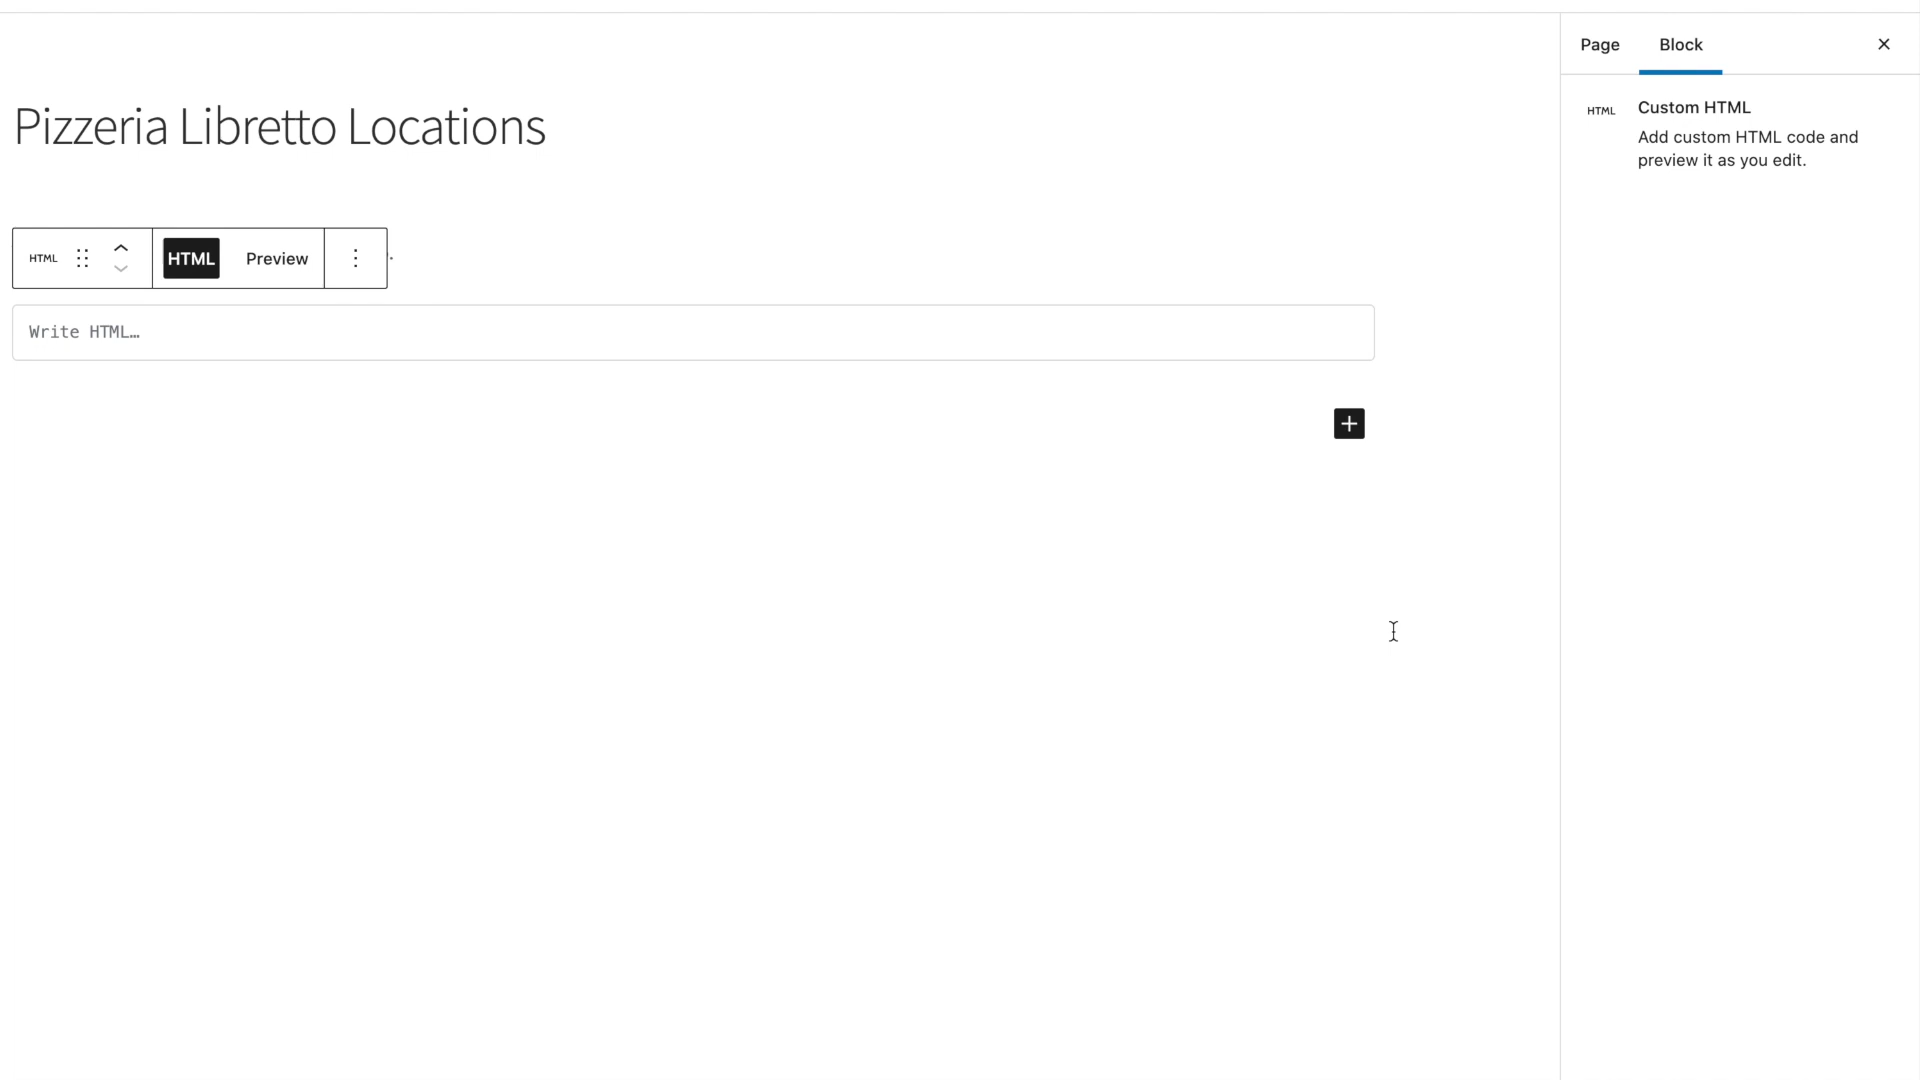 Page Block
HTML Custom HTML
Add custom HTML code and
preview it as you edit.
Pizzeria Libretto Locations
HTML HTML Preview
Write HTML…